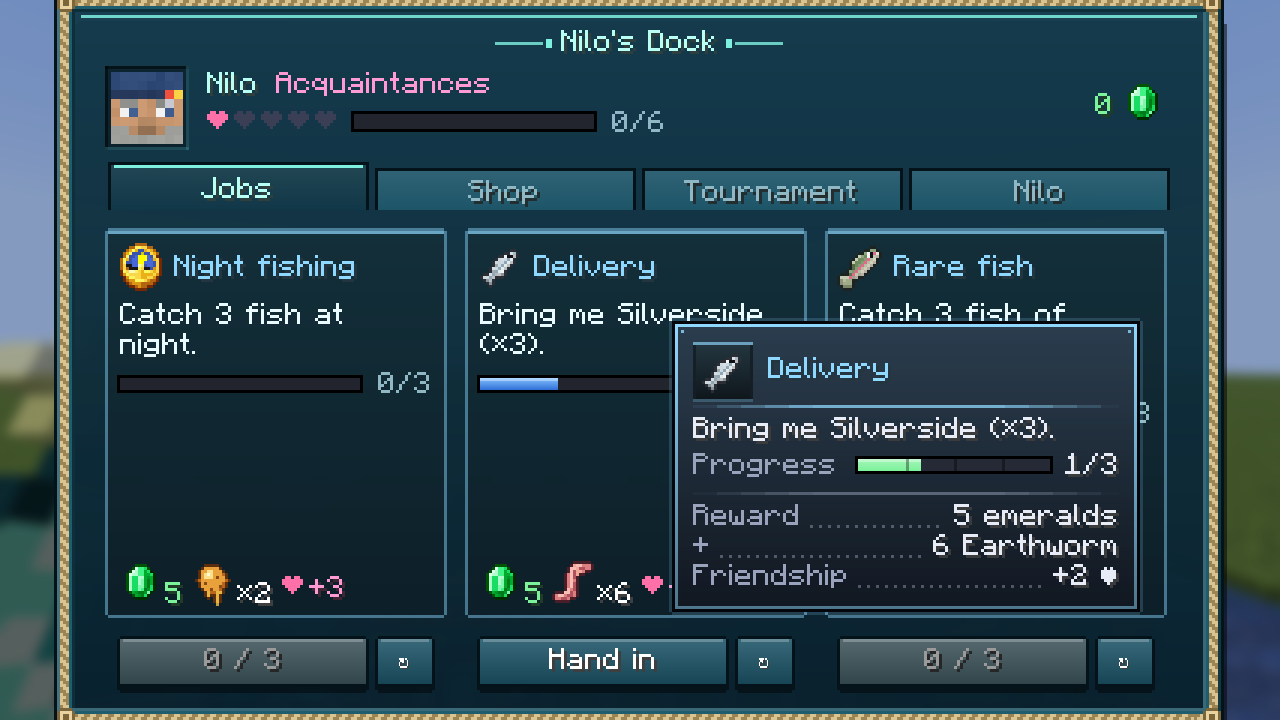 Nilo's Dock
Nilo Acquaintances
0/6
0
Jobs
Shop
Tournament
Nilo
Night fishing
Catch 3 fish at
night.
0/3
5 x2 +3
0 / 3
Delivery
Bring me Silverside
(x3).
5 x6
Hand in
Rare fish
Catch 3 fish of
3
0 / 3
Delivery
Bring me Silverside (x3).
Progress 1/3
Reward 5 emeralds
+ 6 Earthworm
Friendship +2